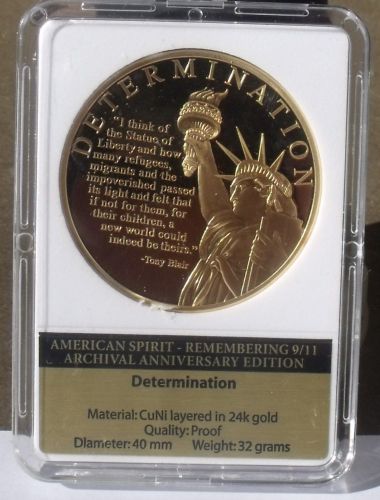 DETERMINATION
"I think of
the Statue of
Liberty and how
many refugees,
migrants and the
impoverished passed
its light and felt that
if not for them, for
their children, a
new world could
indeed be theirs."
-Tony Blair
AMERICAN SPIRIT - REMEMBERING 9/11
ARCHIVAL ANNIVERSARY EDITION
Determination
Material: CuNi layered in 24k gold
Quality: Proof
Diameter: 40 mm Weight: 32 grams